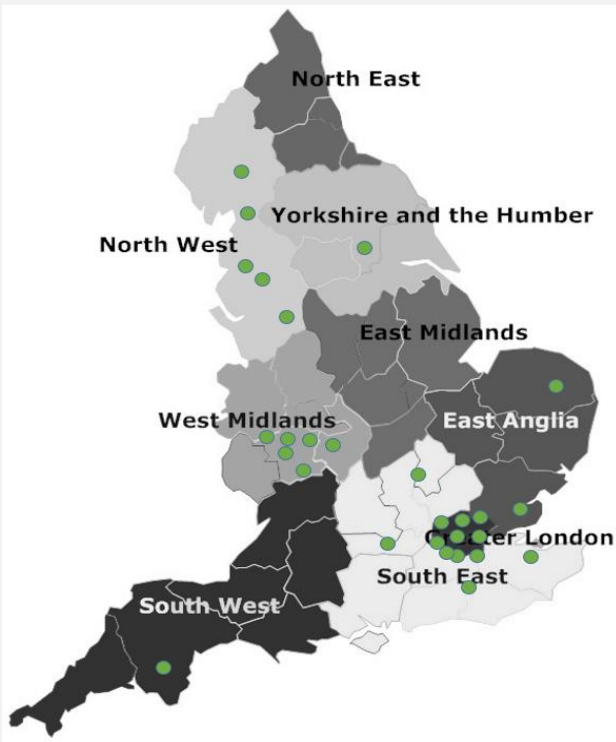 North East
Yorkshire and the Humber
North West
East Midlands
West Midlands
East Anglia
Greater London
South East
South West